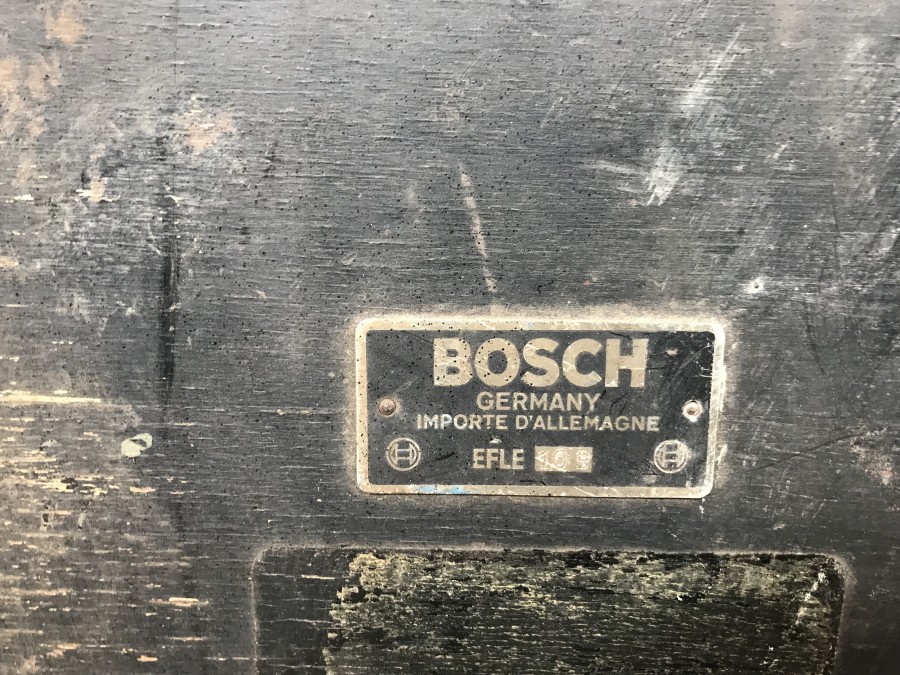 BOSCH
GERMANY
IMPORTE D'ALLEMAGNE
EFLE